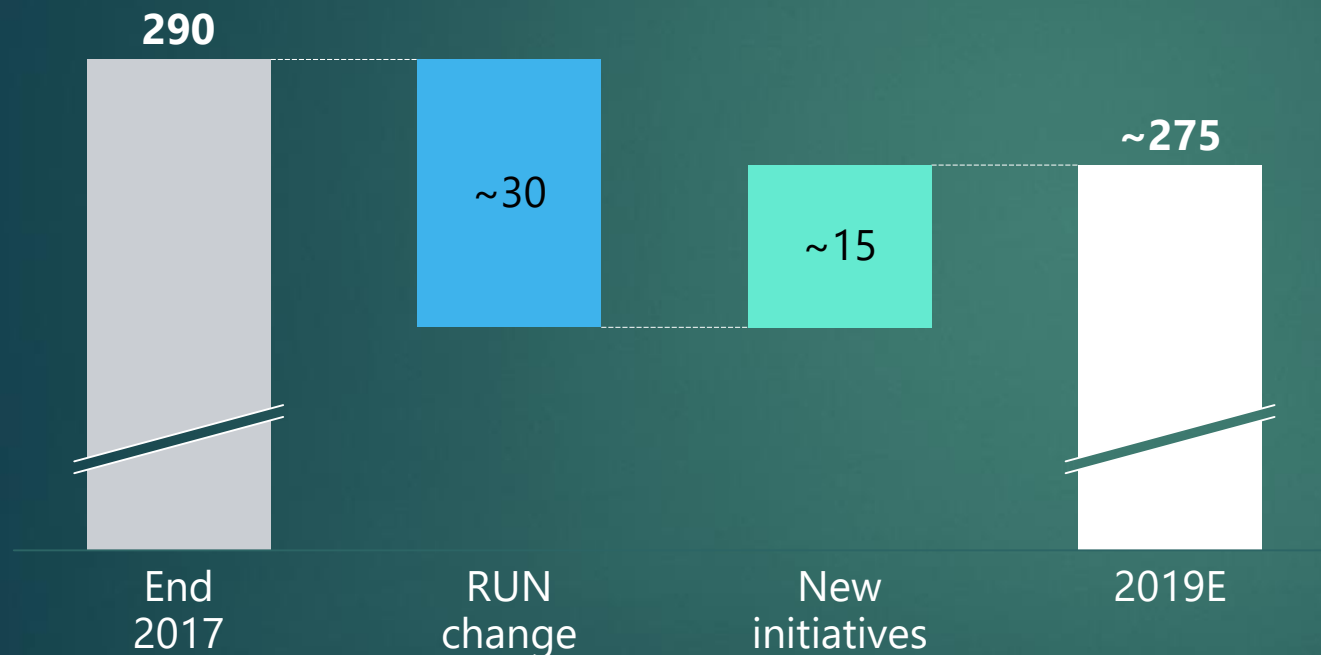 290
~275
~30
~15
End
2017
RUN
change
New
initiatives
2019E